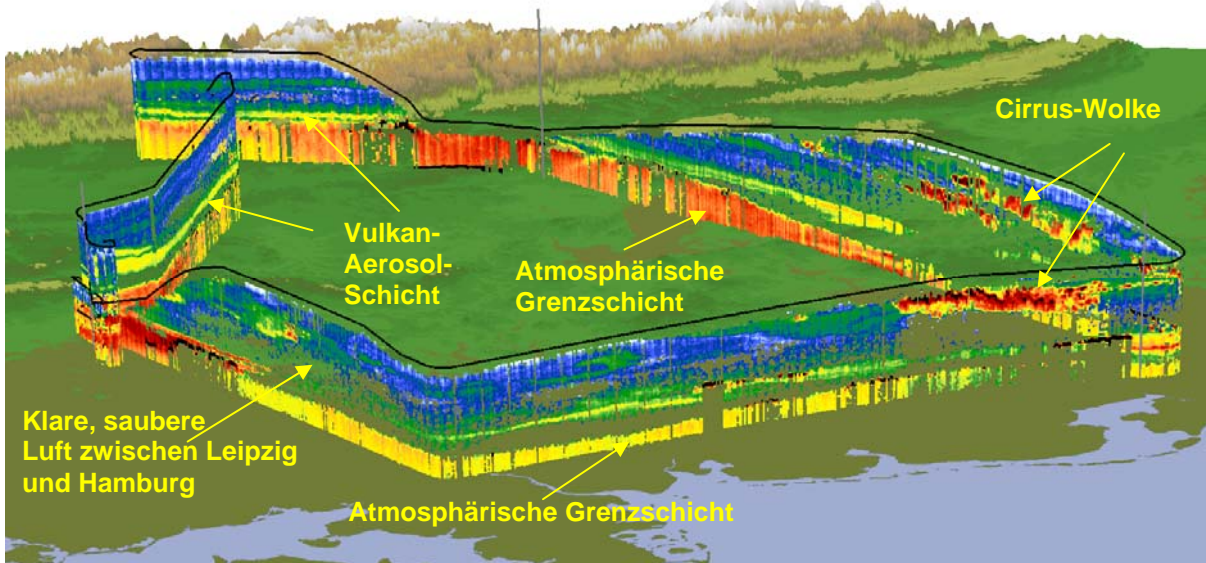 Cirrus-Wolke
Vulkan-
Aerosol-
Schicht
Atmosphärische
Grenzschicht
Klare, saubere
Luft zwischen Leipzig
und Hamburg
Atmosphärische Grenzschicht